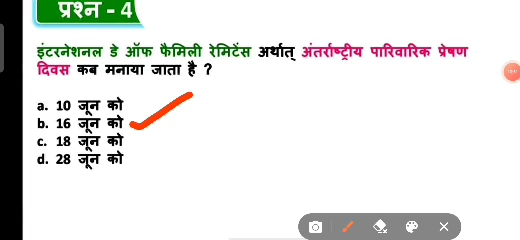 प्रश्न - 4
इंटरनेशनल डे ऑफ फैमिली रेमिटेंस अर्थात् अंतर्राष्ट्रीय पारिवारिक प्रेषण
दिवस कब मनाया जाता है ?
a. 10 जून को
b. 16 जून को
c. 18 जून को
d. 28 जून को